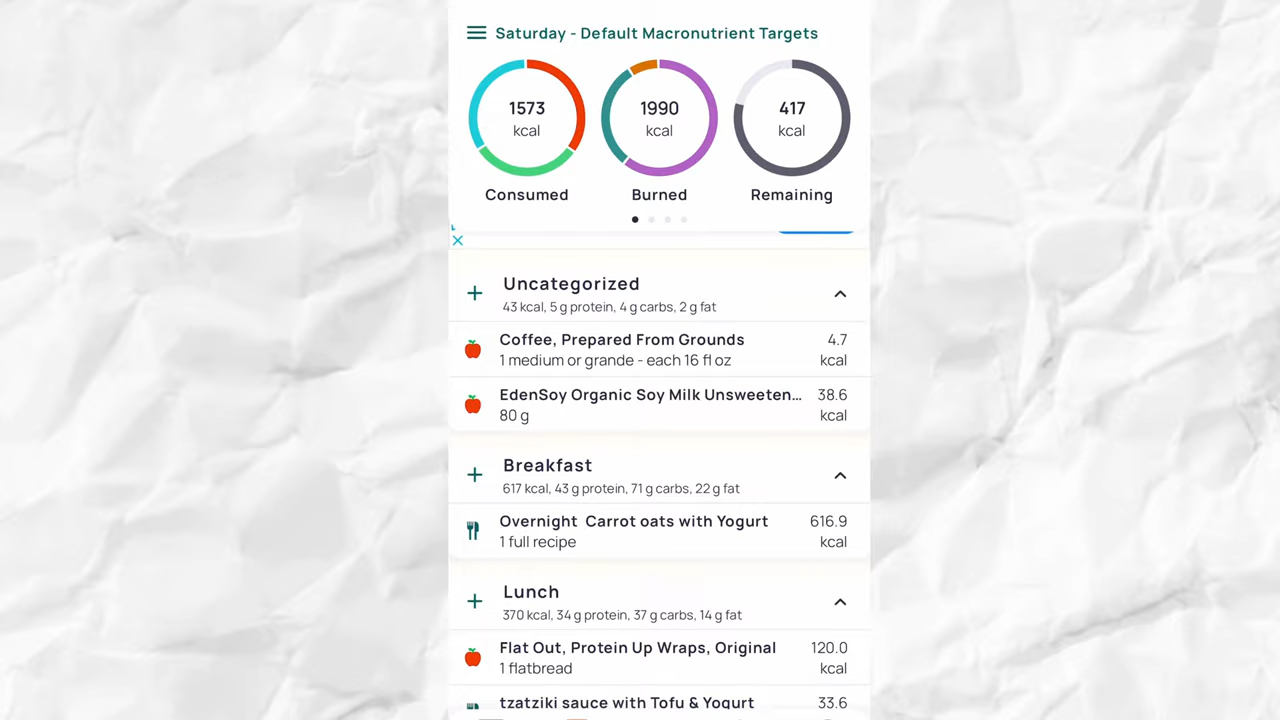 Saturday - Default Macronutrient Targets
1573
kcal
1990
kcal
417
kcal
Consumed
Burned
Remaining
Uncategorized
43 kcal, 5 g protein, 4 g carbs, 2 g fat
Coffee, Prepared From Grounds 4.7
1 medium or grande - each 16 fl oz kcal
EdenSoy Organic Soy Milk Unsweeten... 38.6
80 g kcal
Breakfast
617 kcal, 43 g protein, 71 g carbs, 22 g fat
Overnight Carrot oats with Yogurt 616.9
1 full recipe kcal
Lunch
370 kcal, 34 g protein, 37 g carbs, 14 g fat
Flat Out, Protein Up Wraps, Original 120.0
1 flatbread kcal
tzatziki sauce with Tofu & Yogurt 33.6